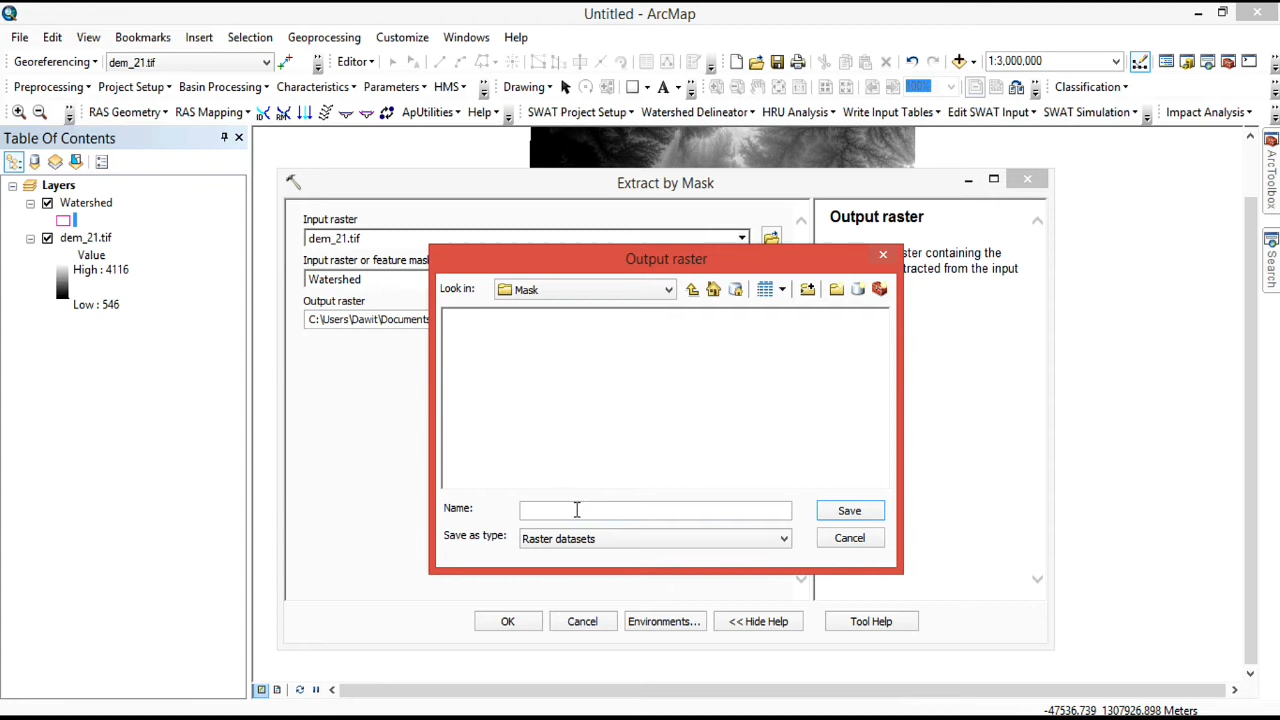 Untitled - ArcMap
File Edit View Bookmarks Insert Selection Geoprocessing Customize Windows Help
Georeferencing dem_21.tif Editor 1:3,000,000
Preprocessing Project Setup Basin Processing Characteristics Parameters HMS Drawing A 100% Classification
RAS Geometry RAS Mapping ApUtilities Help SWAT Project Setup Watershed Delineator HRU Analysis Write Input Tables Edit SWAT Input SWAT Simulation Impact Analysis
Table Of Contents
Layers
Watershed
dem_21.tif
Value
High : 4116
Low : 546
Extract by Mask
Input raster
dem_21.tif
Input raster or feature mask
Watershed
Output raster
C:\Users\Dawit\Documents
Output raster
ster containing the
tracted from the input
Output raster
Look in: Mask
Name: Save
Save as type: Raster datasets Cancel
OK Cancel Environments... << Hide Help Tool Help
ArcToolbox
Search
-47536.739 1307926.898 Meters